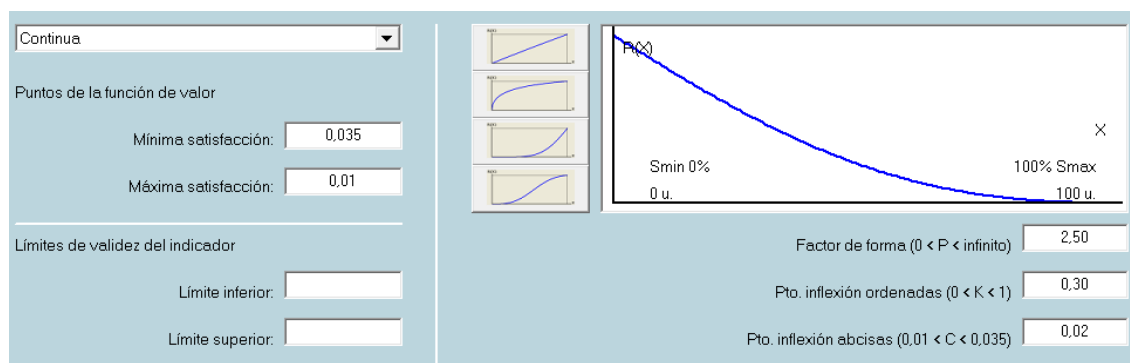 Continua
Puntos de la función de valor
Mínima satisfacción: 0,035
Máxima satisfacción: 0,01
Límites de validez del indicador
Límite inferior:
Límite superior:
P(X)
X
Smin 0% 100% Smax
0 u. 100 u.
Factor de forma (0 < P < infinito) 2,50
Pto. inflexión ordenadas (0 < K < 1) 0,30
Pto. inflexión abcisas (0,01 < C < 0,035) 0,02